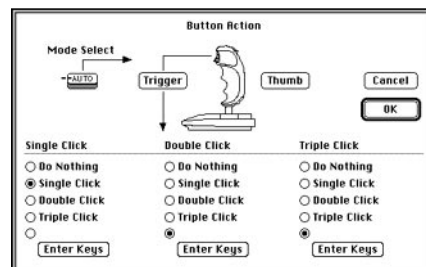 Button Action
Mode Select
AUTO
Trigger
Thumb
Cancel
OK
Single Click
Double Click
Triple Click
Do Nothing
Do Nothing
Do Nothing
Single Click
Single Click
Single Click
Double Click
Double Click
Double Click
Triple Click
Triple Click
Triple Click
Enter Keys
Enter Keys
Enter Keys